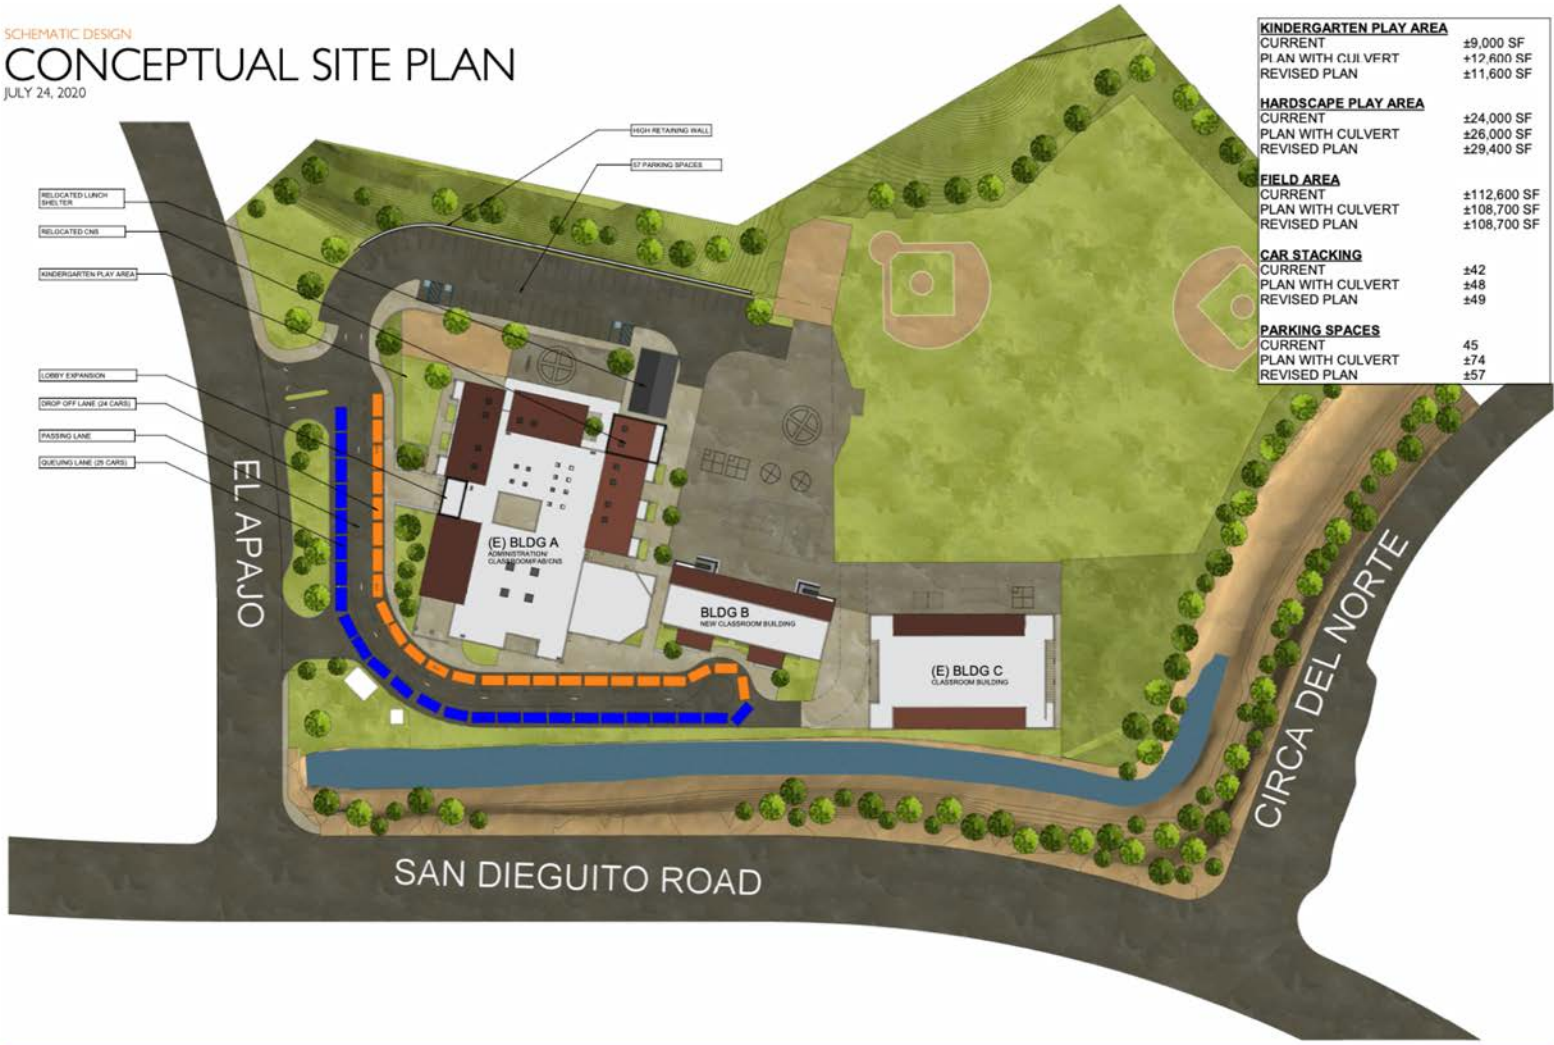 SCHEMATIC DESIGN
CONCEPTUAL SITE PLAN
JULY 24, 2020
KINDERGARTEN PLAY AREA
CURRENT ±9,000 SF
PLAN WITH CULVERT ±12,600 SF
REVISED PLAN ±11,600 SF
HARDSCAPE PLAY AREA
CURRENT ±24,000 SF
PLAN WITH CULVERT ±26,000 SF
REVISED PLAN ±29,400 SF
FIELD AREA
CURRENT ±112,600 SF
PLAN WITH CULVERT ±108,700 SF
REVISED PLAN ±108,700 SF
CAR STACKING
CURRENT ±42
PLAN WITH CULVERT ±48
REVISED PLAN ±49
PARKING SPACES
CURRENT 45
PLAN WITH CULVERT ±74
REVISED PLAN ±57
HIGH RETAINING WALL
57 PARKING SPACES
RELOCATED LUNCH
SHELTER
RELOCATED CNS
KINDERGARTEN PLAY AREA
LOBBY EXPANSION
DROP OFF LANE (24 CARS)
PASSING LANE
QUEUING LANE (25 CARS)
EL APAJO
(E) BLDG A
ADMINISTRATION/
CLASSROOM/FAB/CNS
BLDG B
NEW CLASSROOM BUILDING
(E) BLDG C
CLASSROOM BUILDING
CIRCA DEL NORTE
SAN DIEGUITO ROAD